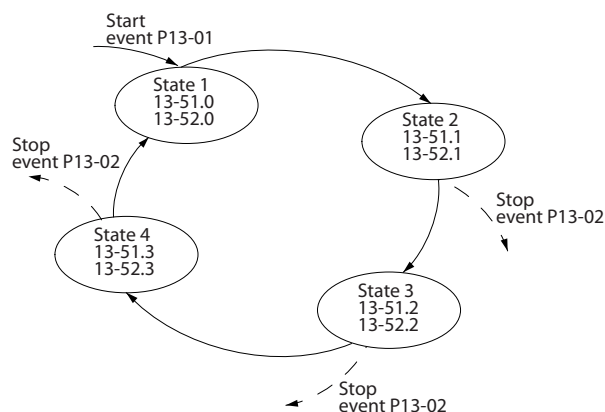 Start
event P13-01
State 1
13-51.0
13-52.0
State 2
13-51.1
13-52.1
Stop
event P13-02
Stop
event P13-02
State 4
13-51.3
13-52.3
State 3
13-51.2
13-52.2
Stop
event P13-02